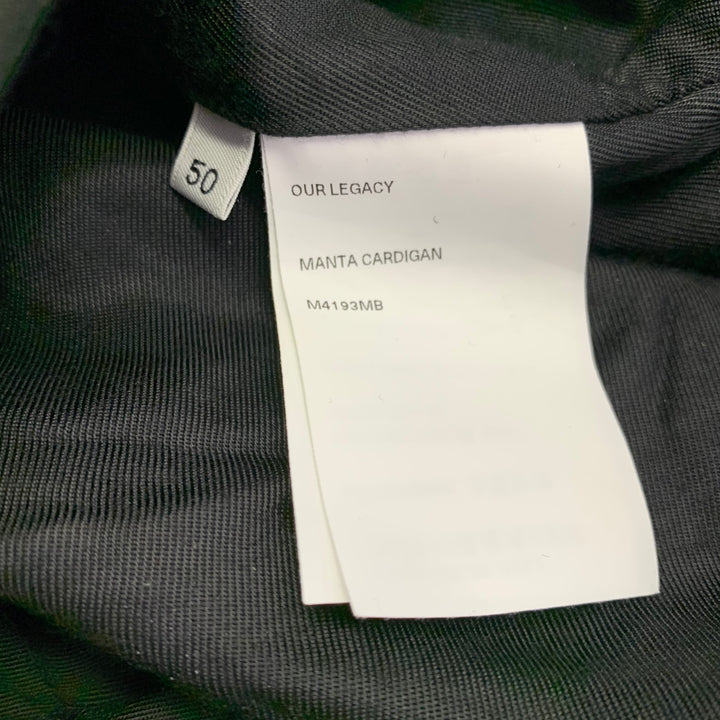 50
OUR LEGACY
MANTA CARDIGAN
M4193MB